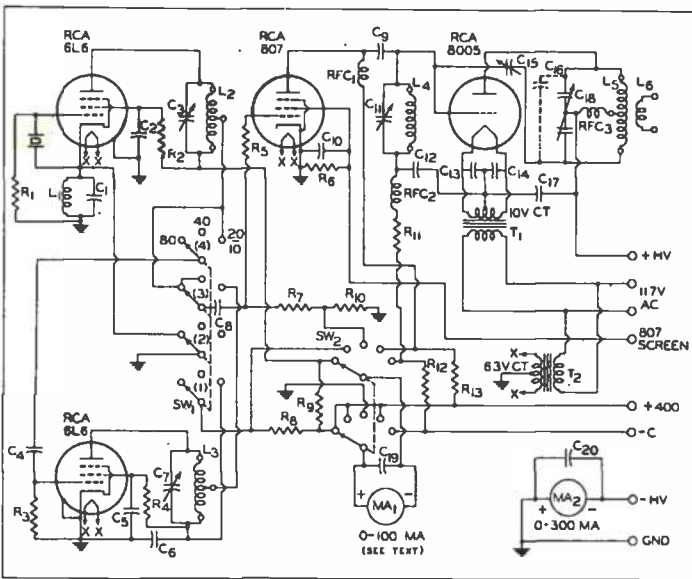 RCA
6L6
RCA
807
C9
RCA
8005
RFC1
C15
C16
L2
C3
L4
C11
L5
L6
C18
RFC3
C2
R2
R5
C10
R6
R1
L1
C1
X X
X X
C12
C13
C14
C17
RFC2
10V CT
T1
R11
40
80
(4)
20
10
(3)
(2)
(1)
SW1
C8
R7
R10
SW2
R12
R13
R9
R8
+HV
117V
AC
807
SCREEN
X
6.3V CT
X
T2
+400
-C
RCA
6L6
C4
R3
X X
C5
C7
R4
L3
C6
C19
+ -
MA1
0-100 MA
(SEE TEXT)
C20
MA2
+ -
0-300 MA
-HV
GND